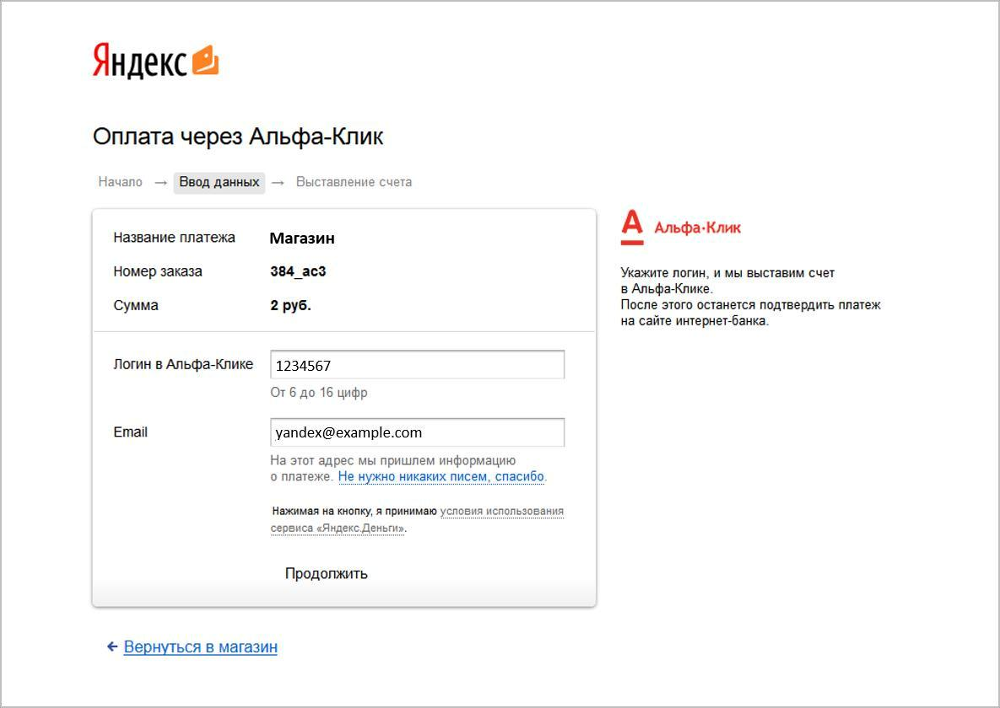 Яндекс
Оплата через Альфа-Клик
Начало → Ввод данных → Выставление счета
Название платежа Магазин
Номер заказа 384_ac3
Сумма 2 руб.
Логин в Альфа-Клике 1234567
От 6 до 16 цифр
Email yandex@example.com
На этот адрес мы пришлем информацию
о платеже. Не нужно никаких писем, спасибо.
Нажимая на кнопку, я принимаю условия использования
сервиса «Яндекс.Деньги».
Продолжить
А Альфа·Клик
Укажите логин, и мы выставим счет
в Альфа-Клике.
После этого останется подтвердить платеж
на сайте интернет-банка.
← Вернуться в магазин